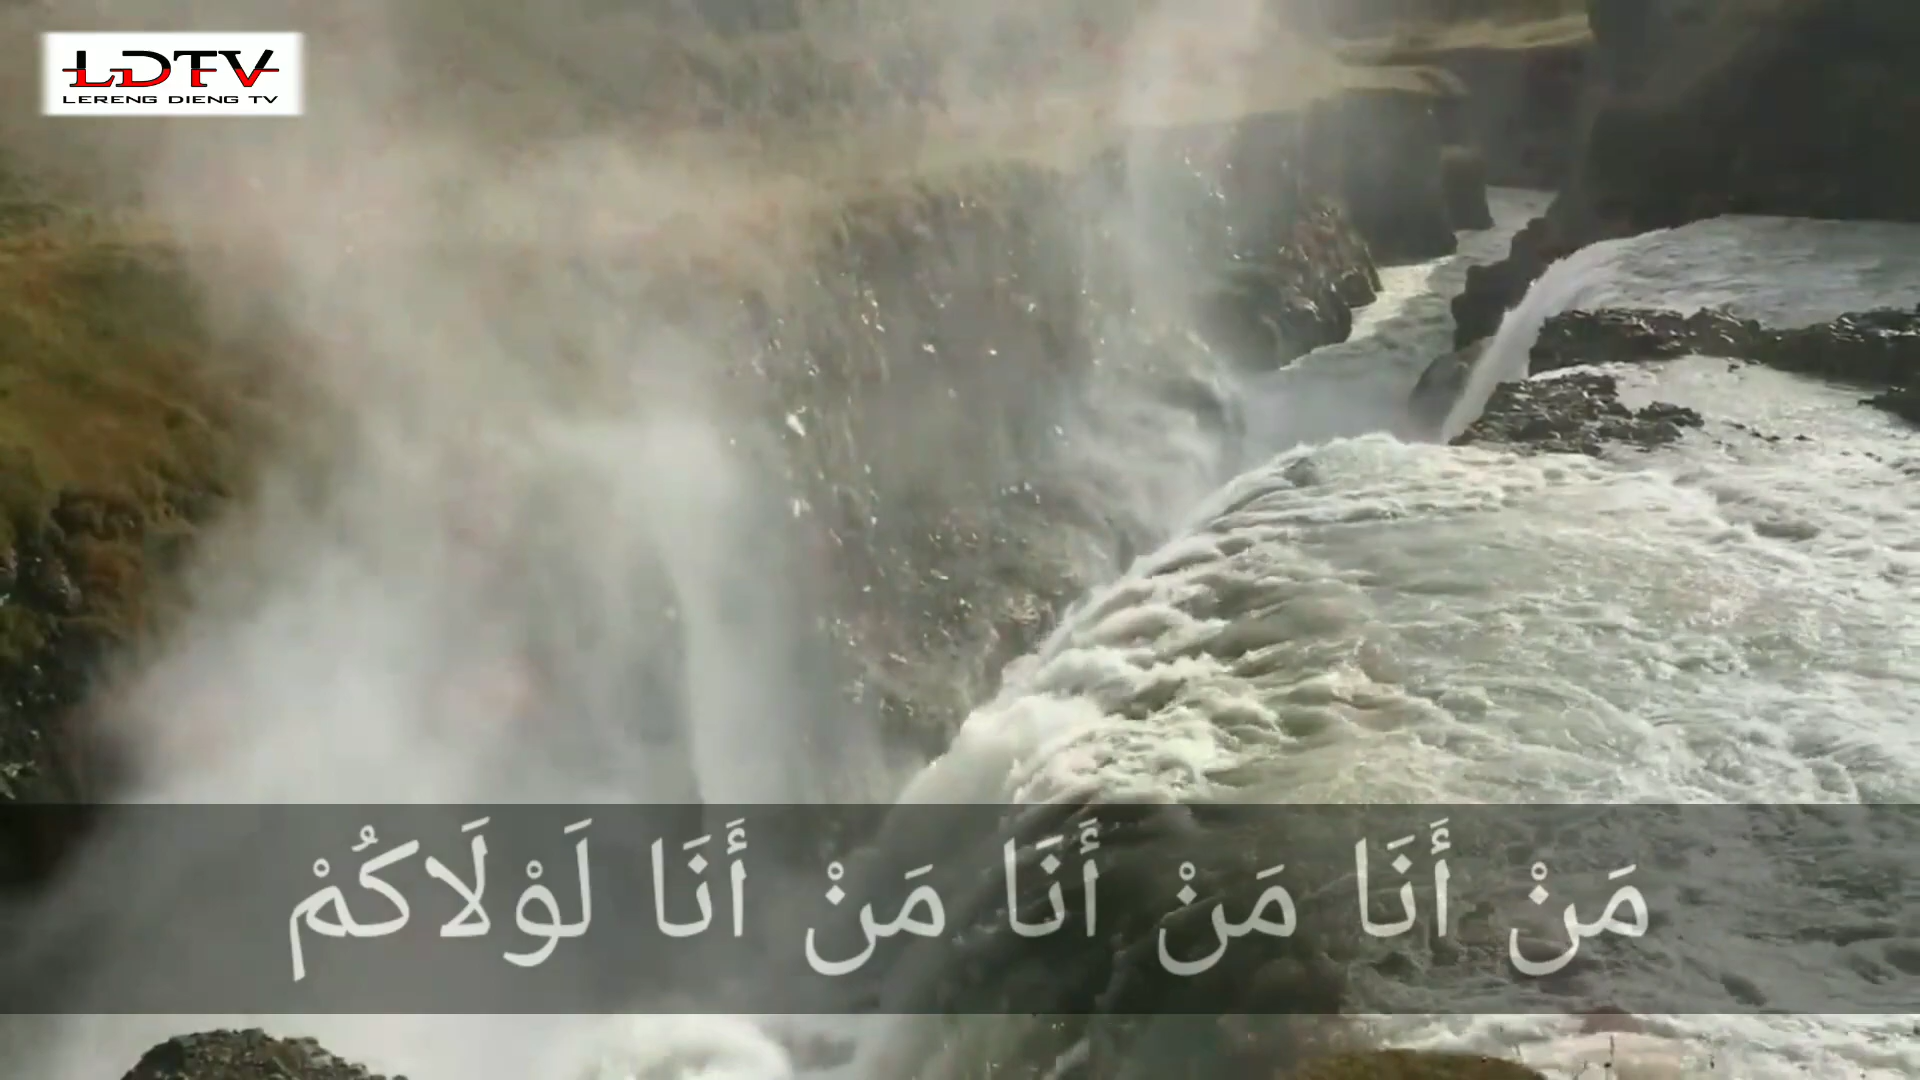 LDTV
LERENG DIENG TV
مَنْ أَنَا مَنْ أَنَا مَنْ أَنَا لَوْلَاكُمْ